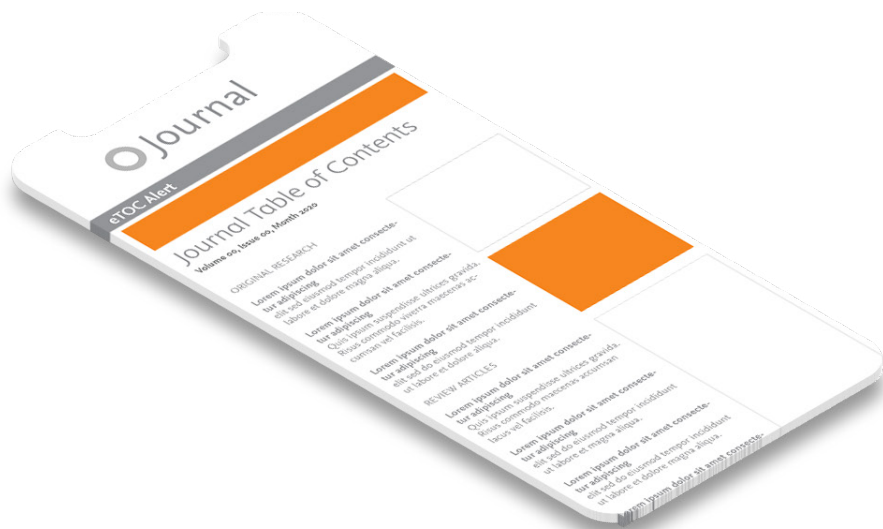 Journal
eTOC Alert
Journal Table of Contents
Volume 00, Issue 00, Month 2020
ORIGINAL RESEARCH
Lorem ipsum dolor sit amet consecte-
tur adipiscing
elit sed do eiusmod tempor incididunt ut
labore et dolore magna aliqua.
Lorem ipsum dolor sit amet consecte-
tur adipiscing
Quis ipsum suspendisse ultrices gravida.
Risus commodo viverra maecenas ac-
cumsan vel facilisis.
Lorem ipsum dolor sit amet consecte-
tur adipiscing
elit sed do eiusmod tempor incididunt
ut labore et dolore aliqua.
REVIEW ARTICLES
Lorem ipsum dolor sit amet consecte-
tur adipiscing
Quis ipsum suspendisse ultrices gravida.
Risus commodo maecenas accumsan
lacus vel facilisis.
Lorem ipsum dolor sit amet consecte-
tur adipiscing
elit sed do eiusmod tempor incididunt
ut labore et magna aliqua.
Lorem ipsum dolor sit amet consecte-
tur adipiscing
elit sed do eiusmod tempor incididunt
ut labore et dolore magna aliqua.
Lorem ipsum dolor sit amet consecte-